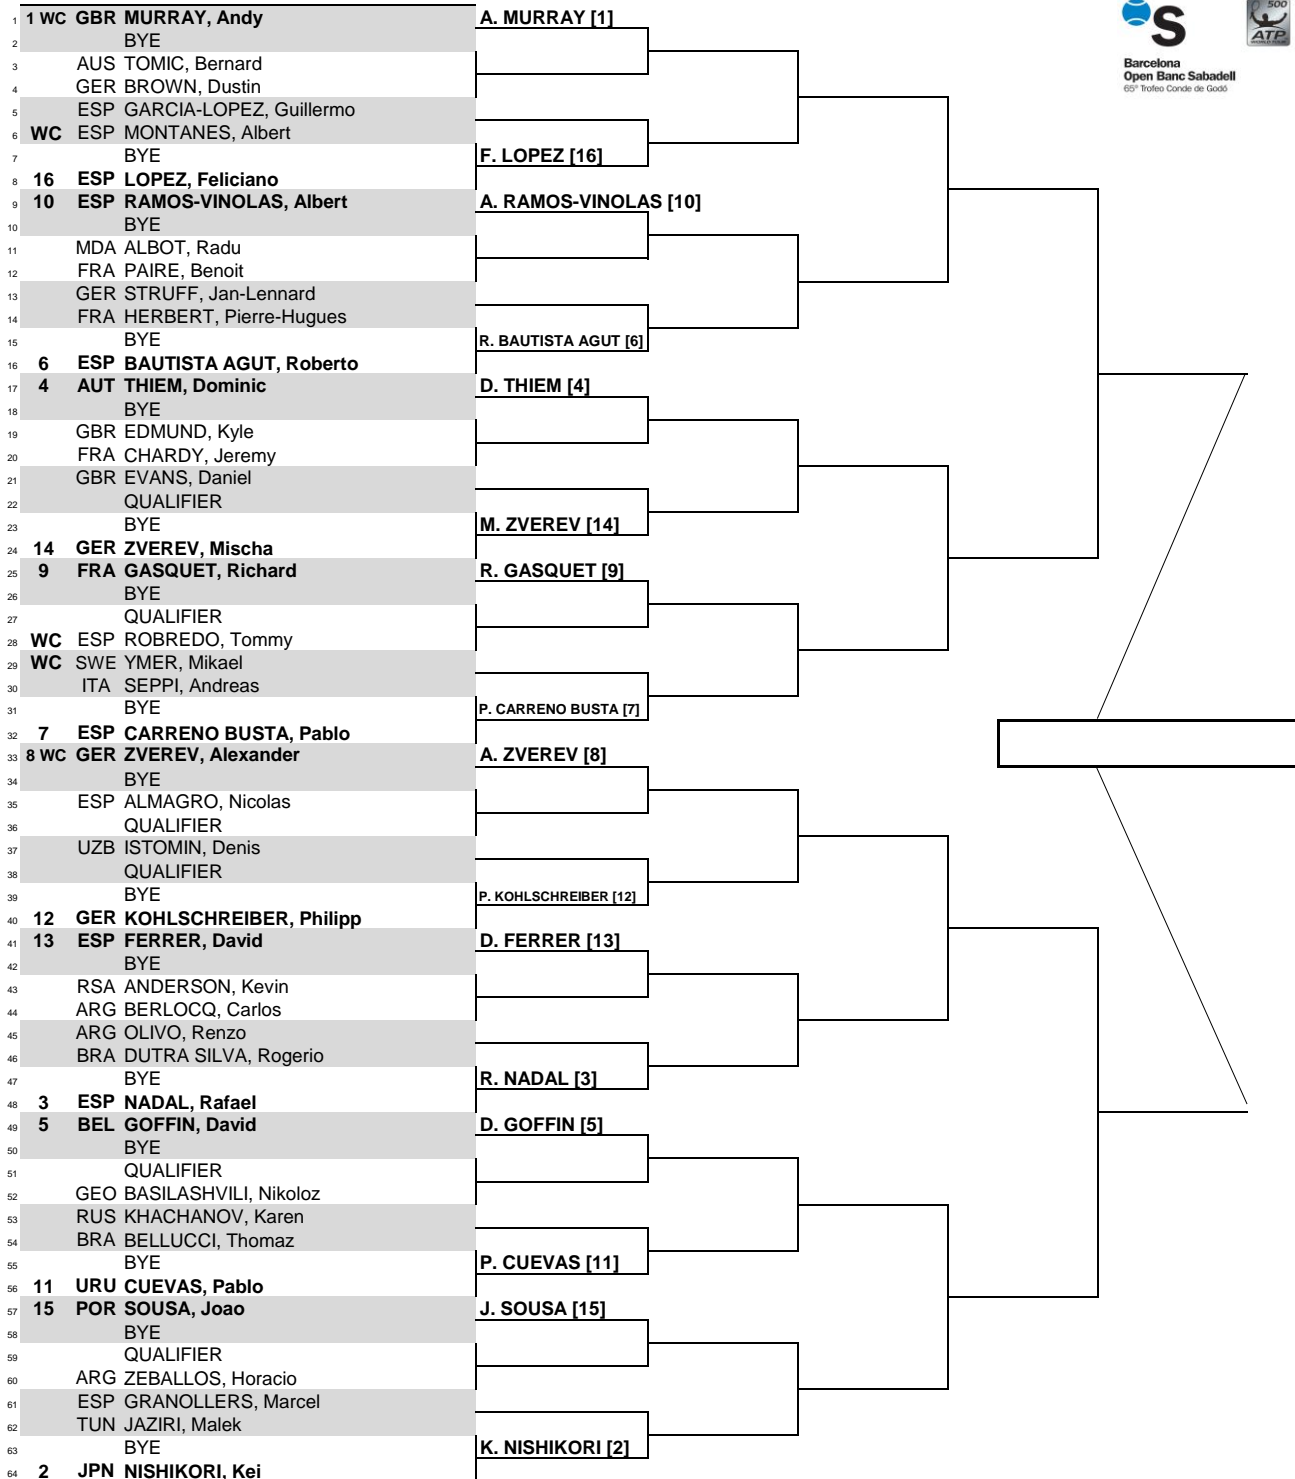 1 1 WC GBR MURRAY, Andy A. MURRAY [1]
2 BYE
3 AUS TOMIC, Bernard
4 GER BROWN, Dustin
5 ESP GARCIA-LOPEZ, Guillermo
6 WC ESP MONTANES, Albert
7 BYE F. LOPEZ [16]
8 16 ESP LOPEZ, Feliciano
9 10 ESP RAMOS-VINOLAS, Albert A. RAMOS-VINOLAS [10]
10 BYE
11 MDA ALBOT, Radu
12 FRA PAIRE, Benoit
13 GER STRUFF, Jan-Lennard
14 FRA HERBERT, Pierre-Hugues
15 BYE R. BAUTISTA AGUT [6]
16 6 ESP BAUTISTA AGUT, Roberto
17 4 AUT THIEM, Dominic D. THIEM [4]
18 BYE
19 GBR EDMUND, Kyle
20 FRA CHARDY, Jeremy
21 GBR EVANS, Daniel
22 QUALIFIER
23 BYE M. ZVEREV [14]
24 14 GER ZVEREV, Mischa
25 9 FRA GASQUET, Richard R. GASQUET [9]
26 BYE
27 QUALIFIER
28 WC ESP ROBREDO, Tommy
29 WC SWE YMER, Mikael
30 ITA SEPPI, Andreas
31 BYE P. CARRENO BUSTA [7]
32 7 ESP CARRENO BUSTA, Pablo
33 8 WC GER ZVEREV, Alexander A. ZVEREV [8]
34 BYE
35 ESP ALMAGRO, Nicolas
36 QUALIFIER
37 UZB ISTOMIN, Denis
38 QUALIFIER
39 BYE P. KOHLSCHREIBER [12]
40 12 GER KOHLSCHREIBER, Philipp
41 13 ESP FERRER, David D. FERRER [13]
42 BYE
43 RSA ANDERSON, Kevin
44 ARG BERLOCQ, Carlos
45 ARG OLIVO, Renzo
46 BRA DUTRA SILVA, Rogerio
47 BYE R. NADAL [3]
48 3 ESP NADAL, Rafael
49 5 BEL GOFFIN, David D. GOFFIN [5]
50 BYE
51 QUALIFIER
52 GEO BASILASHVILI, Nikoloz
53 RUS KHACHANOV, Karen
54 BRA BELLUCCI, Thomaz
55 BYE P. CUEVAS [11]
56 11 URU CUEVAS, Pablo
57 15 POR SOUSA, Joao J. SOUSA [15]
58 BYE
59 QUALIFIER
60 ARG ZEBALLOS, Horacio
61 ESP GRANOLLERS, Marcel
62 TUN JAZIRI, Malek
63 BYE K. NISHIKORI [2]
64 2 JPN NISHIKORI, Kei
S
Barcelona
Open Banc Sabadell
65º Trofeo Conde de Godó
500
ATP
WORLD TOUR